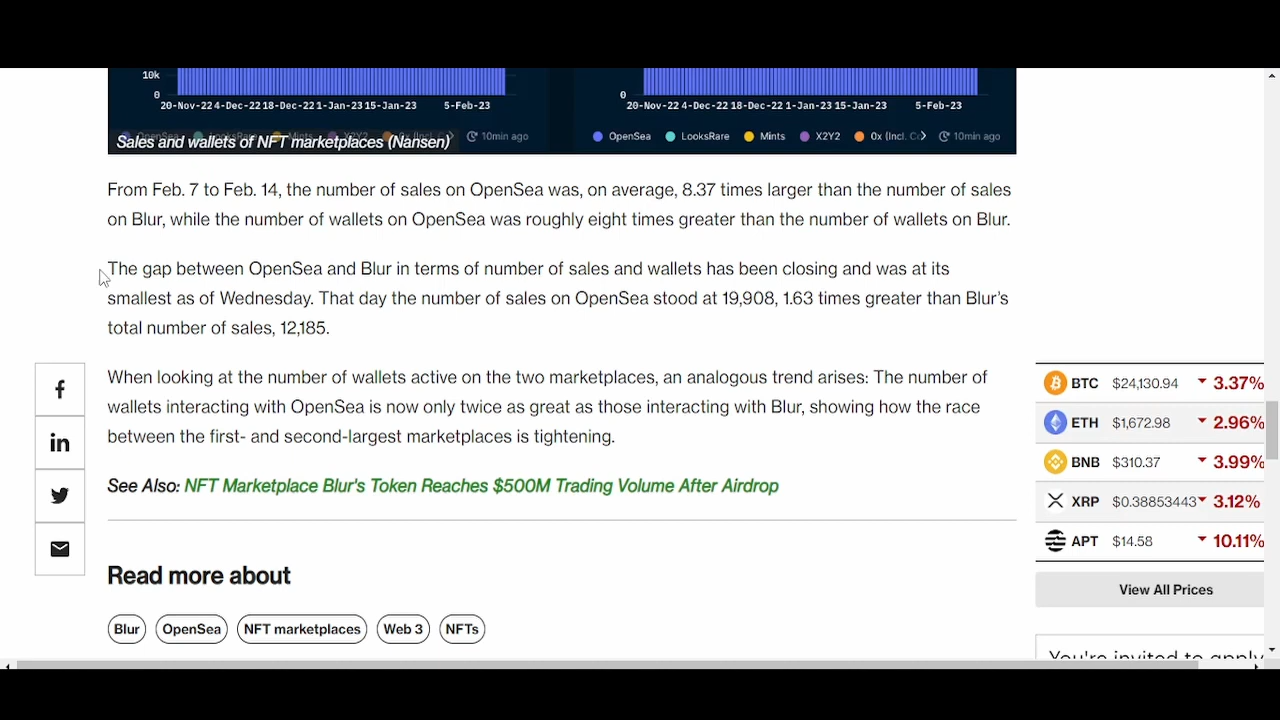 10k
0
20-Nov-22 4-Dec-22 18-Dec-22 1-Jan-23 15-Jan-23 5-Feb-23
0
20-Nov-22 4-Dec-22 18-Dec-22 1-Jan-23 15-Jan-23 5-Feb-23
OpenSea LooksRare Mints X2Y2 10min ago
Sales and wallets of NFT marketplaces (Nansen)
OpenSea LooksRare Mints X2Y2 0x (Incl. 10min ago
From Feb. 7 to Feb. 14, the number of sales on OpenSea was, on average, 8.37 times larger than the number of sales
on Blur, while the number of wallets on OpenSea was roughly eight times greater than the number of wallets on Blur.
The gap between OpenSea and Blur in terms of number of sales and wallets has been closing and was at its
smallest as of Wednesday. That day the number of sales on OpenSea stood at 19,908, 1.63 times greater than Blur's
total number of sales, 12,185.
When looking at the number of wallets active on the two marketplaces, an analogous trend arises: The number of
wallets interacting with OpenSea is now only twice as great as those interacting with Blur, showing how the race
between the first- and second-largest marketplaces is tightening.
See Also: NFT Marketplace Blur's Token Reaches $500M Trading Volume After Airdrop
Read more about
Blur OpenSea NFT marketplaces Web 3 NFTs
f
in
BTC $24,130.94 3.37%
ETH $1,672.98 2.96%
BNB $310.37 3.99%
XRP $0.38853443 3.12%
APT $14.58 10.11%
View All Prices
You're invited to apply